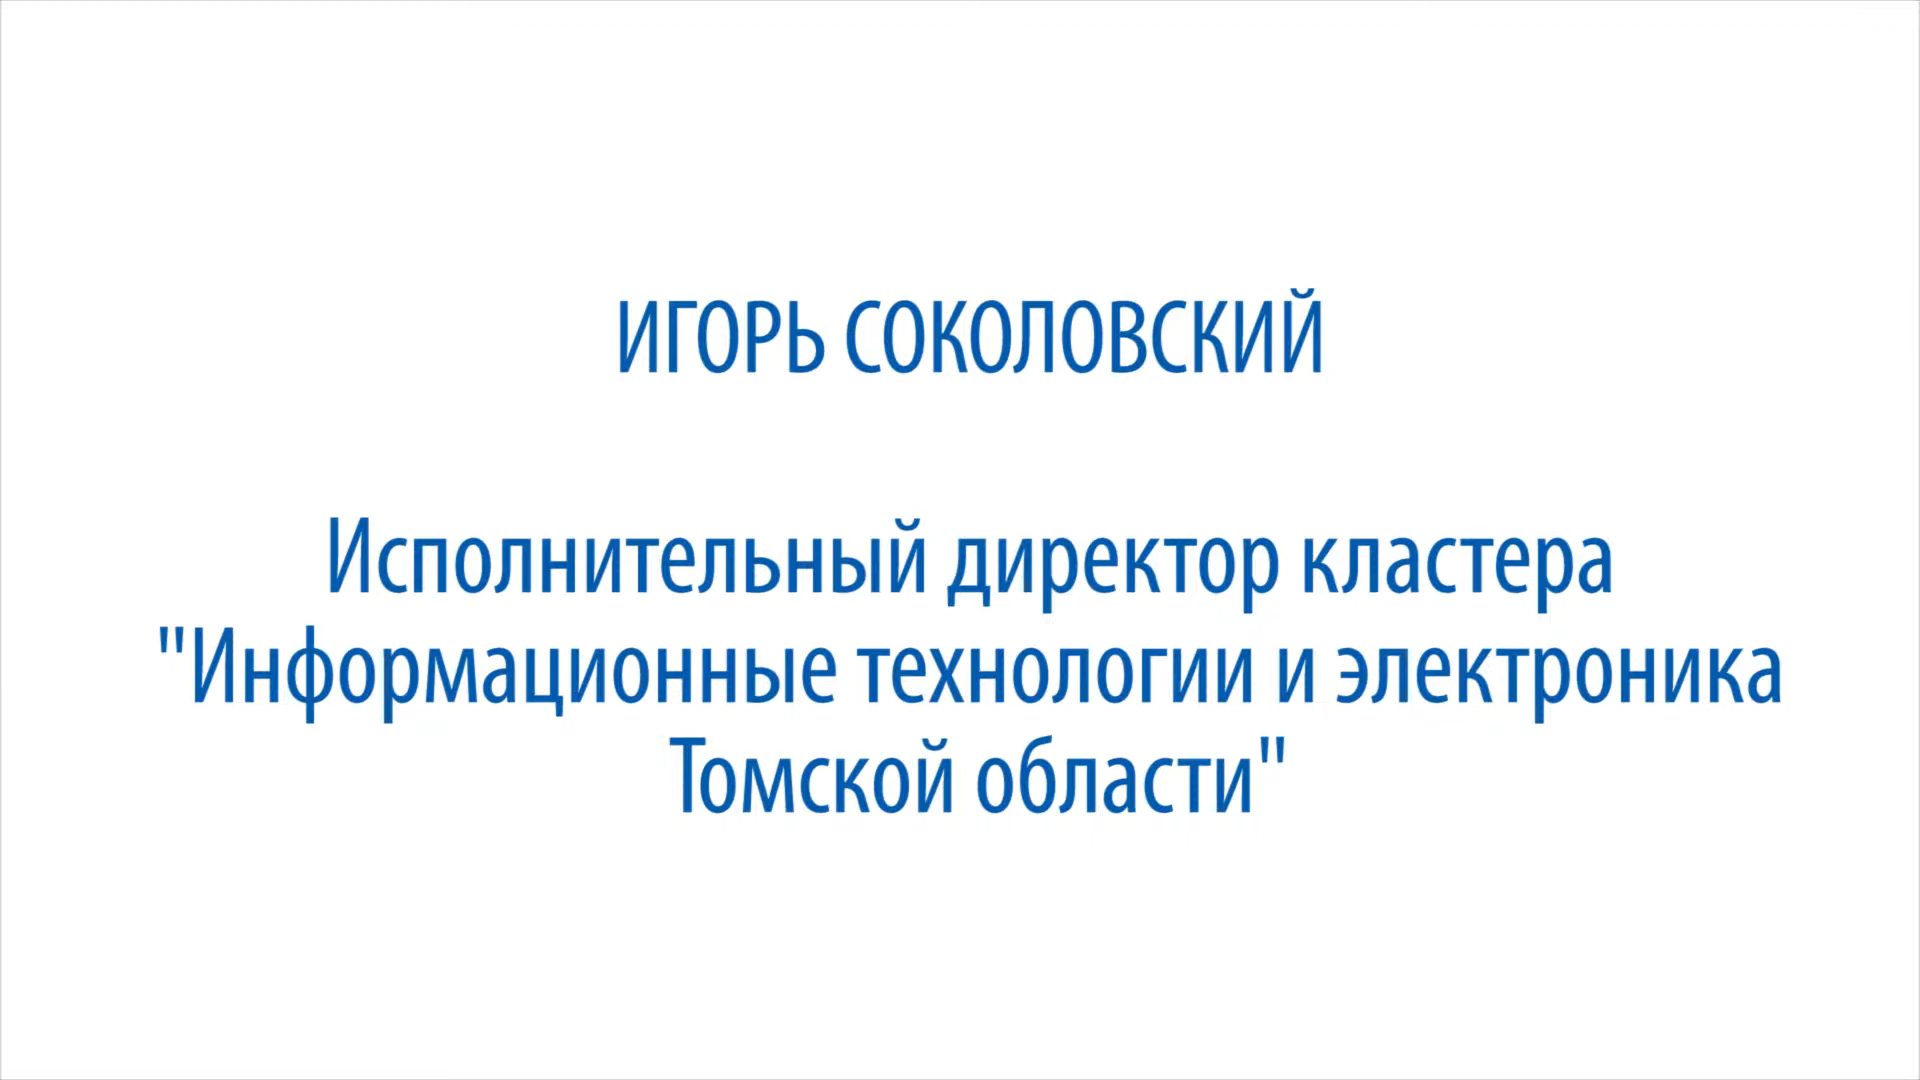 ИГОРЬ СОКОЛОВСКИЙ
Исполнительный директор кластера
"Информационные технологии и электроника
Томской области"